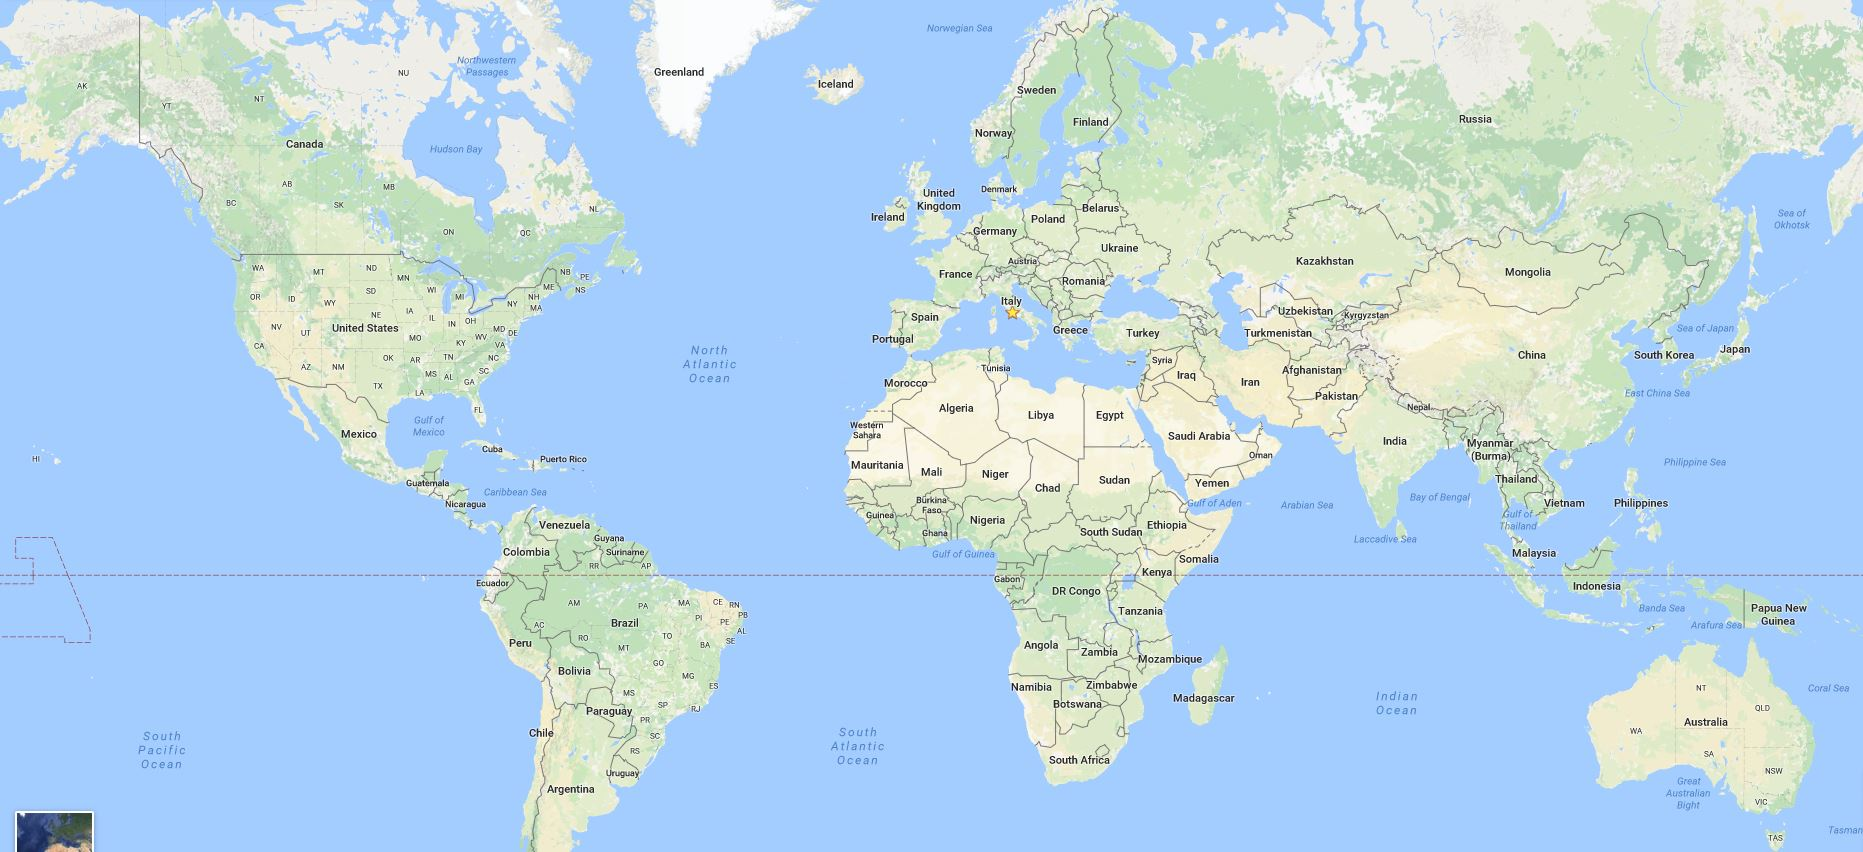 Norwegian Sea
Greenland
Northwestern
Passages
NU
AK
Iceland
Sweden
NT
YT
Russia
Finland
Norway
Canada
Hudson Bay
AB
MB
Denmark
United
Kingdom
BC
SK
NL
Belarus
Ireland
Poland
Sea of
Okhotsk
ON
QC
Germany
Ukraine
Austria
Kazakhstan
WA
MT
ND
MN
NB
PE
France
Mongolia
Romania
OR
ID
WY
SD
WI
MI
ME
NS
NH
NY
MA
Italy
NE
IA
Uzbekistan
Kyrgyzstan
Spain
IL
IN
OH
NV
UT
United States
MD
DE
Greece
Turkey
Turkmenistan
Sea of Japan
MO
KY
WV
VA
Portugal
CA
North
Atlantic
Ocean
South Korea
Japan
China
OK
AR
TN
NC
Syria
AZ
NM
Tunisia
Iraq
Afghanistan
MS
AL
GA
SC
Iran
Morocco
TX
LA
Pakistan
East China Sea
Algeria
Libya
Egypt
Nepal
FL
Gulf of
Mexico
Mexico
Western
Sahara
Saudi Arabia
India
Myanmar
(Burma)
Cuba
HI
Puerto Rico
Oman
Philippine Sea
Mauritania
Mali
Niger
Guatemala
Caribbean Sea
Chad
Sudan
Yemen
Thailand
Nicaragua
Burkina
Faso
Gulf of Aden
Arabian Sea
Bay of Bengal
Vietnam
Philippines
Guinea
Nigeria
Gulf of
Thailand
Venezuela
Ghana
South Sudan
Ethiopia
Guyana
Laccadive Sea
Colombia
Suriname
Gulf of Guinea
Somalia
Malaysia
RR
AP
Ecuador
Gabon
Kenya
DR Congo
Indonesia
AM
PA
MA
CE
RN
PB
PI
PE
AL
Tanzania
Banda Sea
Papua New
Guinea
AC
Brazil
Arafura Sea
RO
TO
SE
Peru
MT
BA
Angola
Zambia
Mozambique
Bolivia
GO
MG
ES
Namibia
Zimbabwe
NT
Coral Sea
MS
SP
RJ
Botswana
Madagascar
Indian
Ocean
QLD
Paraguay
PR
Australia
South
Pacific
Ocean
Chile
SC
South
Atlantic
Ocean
WA
RS
SA
South Africa
Uruguay
NSW
Argentina
Great
Australian
Bight
VIC
Tasman
TAS